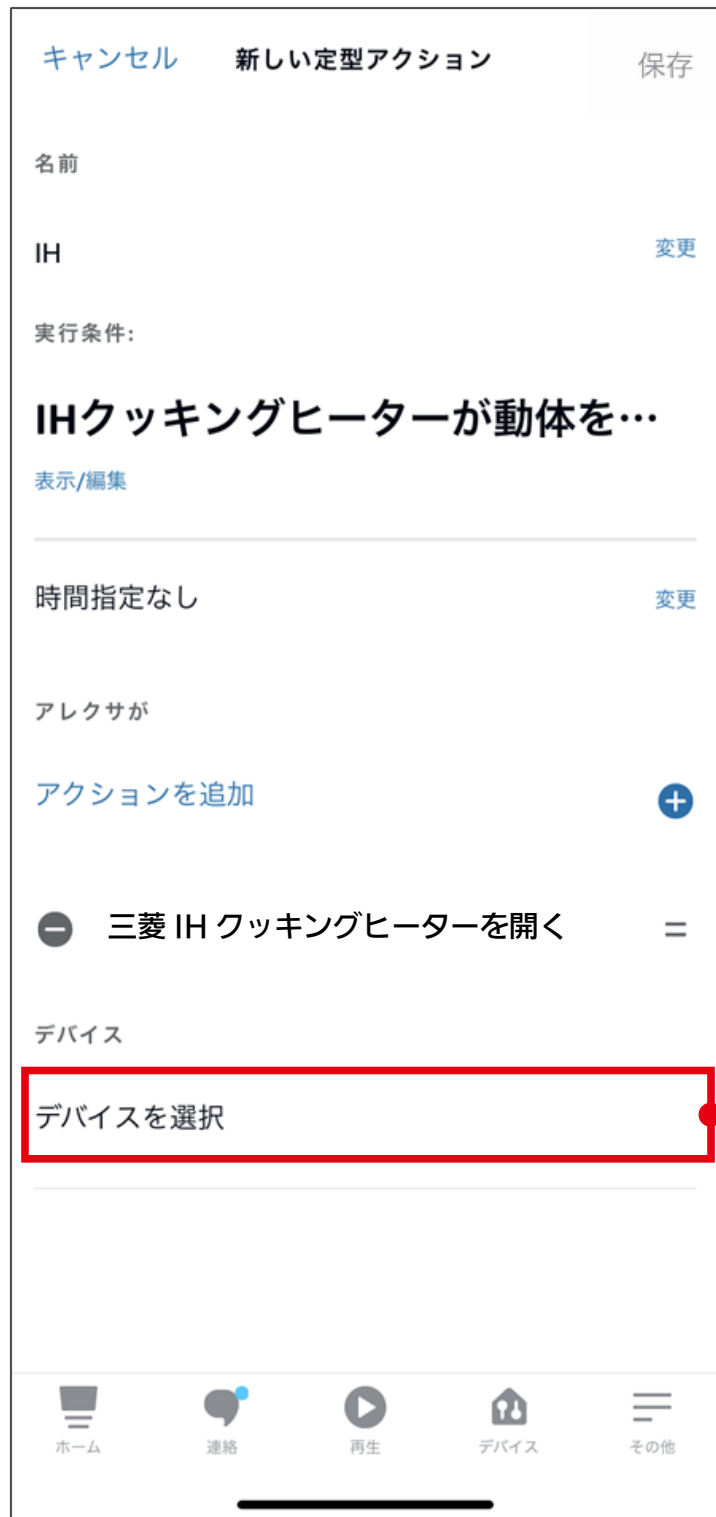 キャンセル 新しい定型アクション 保存
名前
IH 変更
実行条件:
IHクッキングヒーターが動体を…
表示/編集
時間指定なし 変更
アレクサが
アクションを追加
三菱 IH クッキングヒーターを開く
デバイス
デバイスを選択
ホーム 連絡 再生 デバイス その他